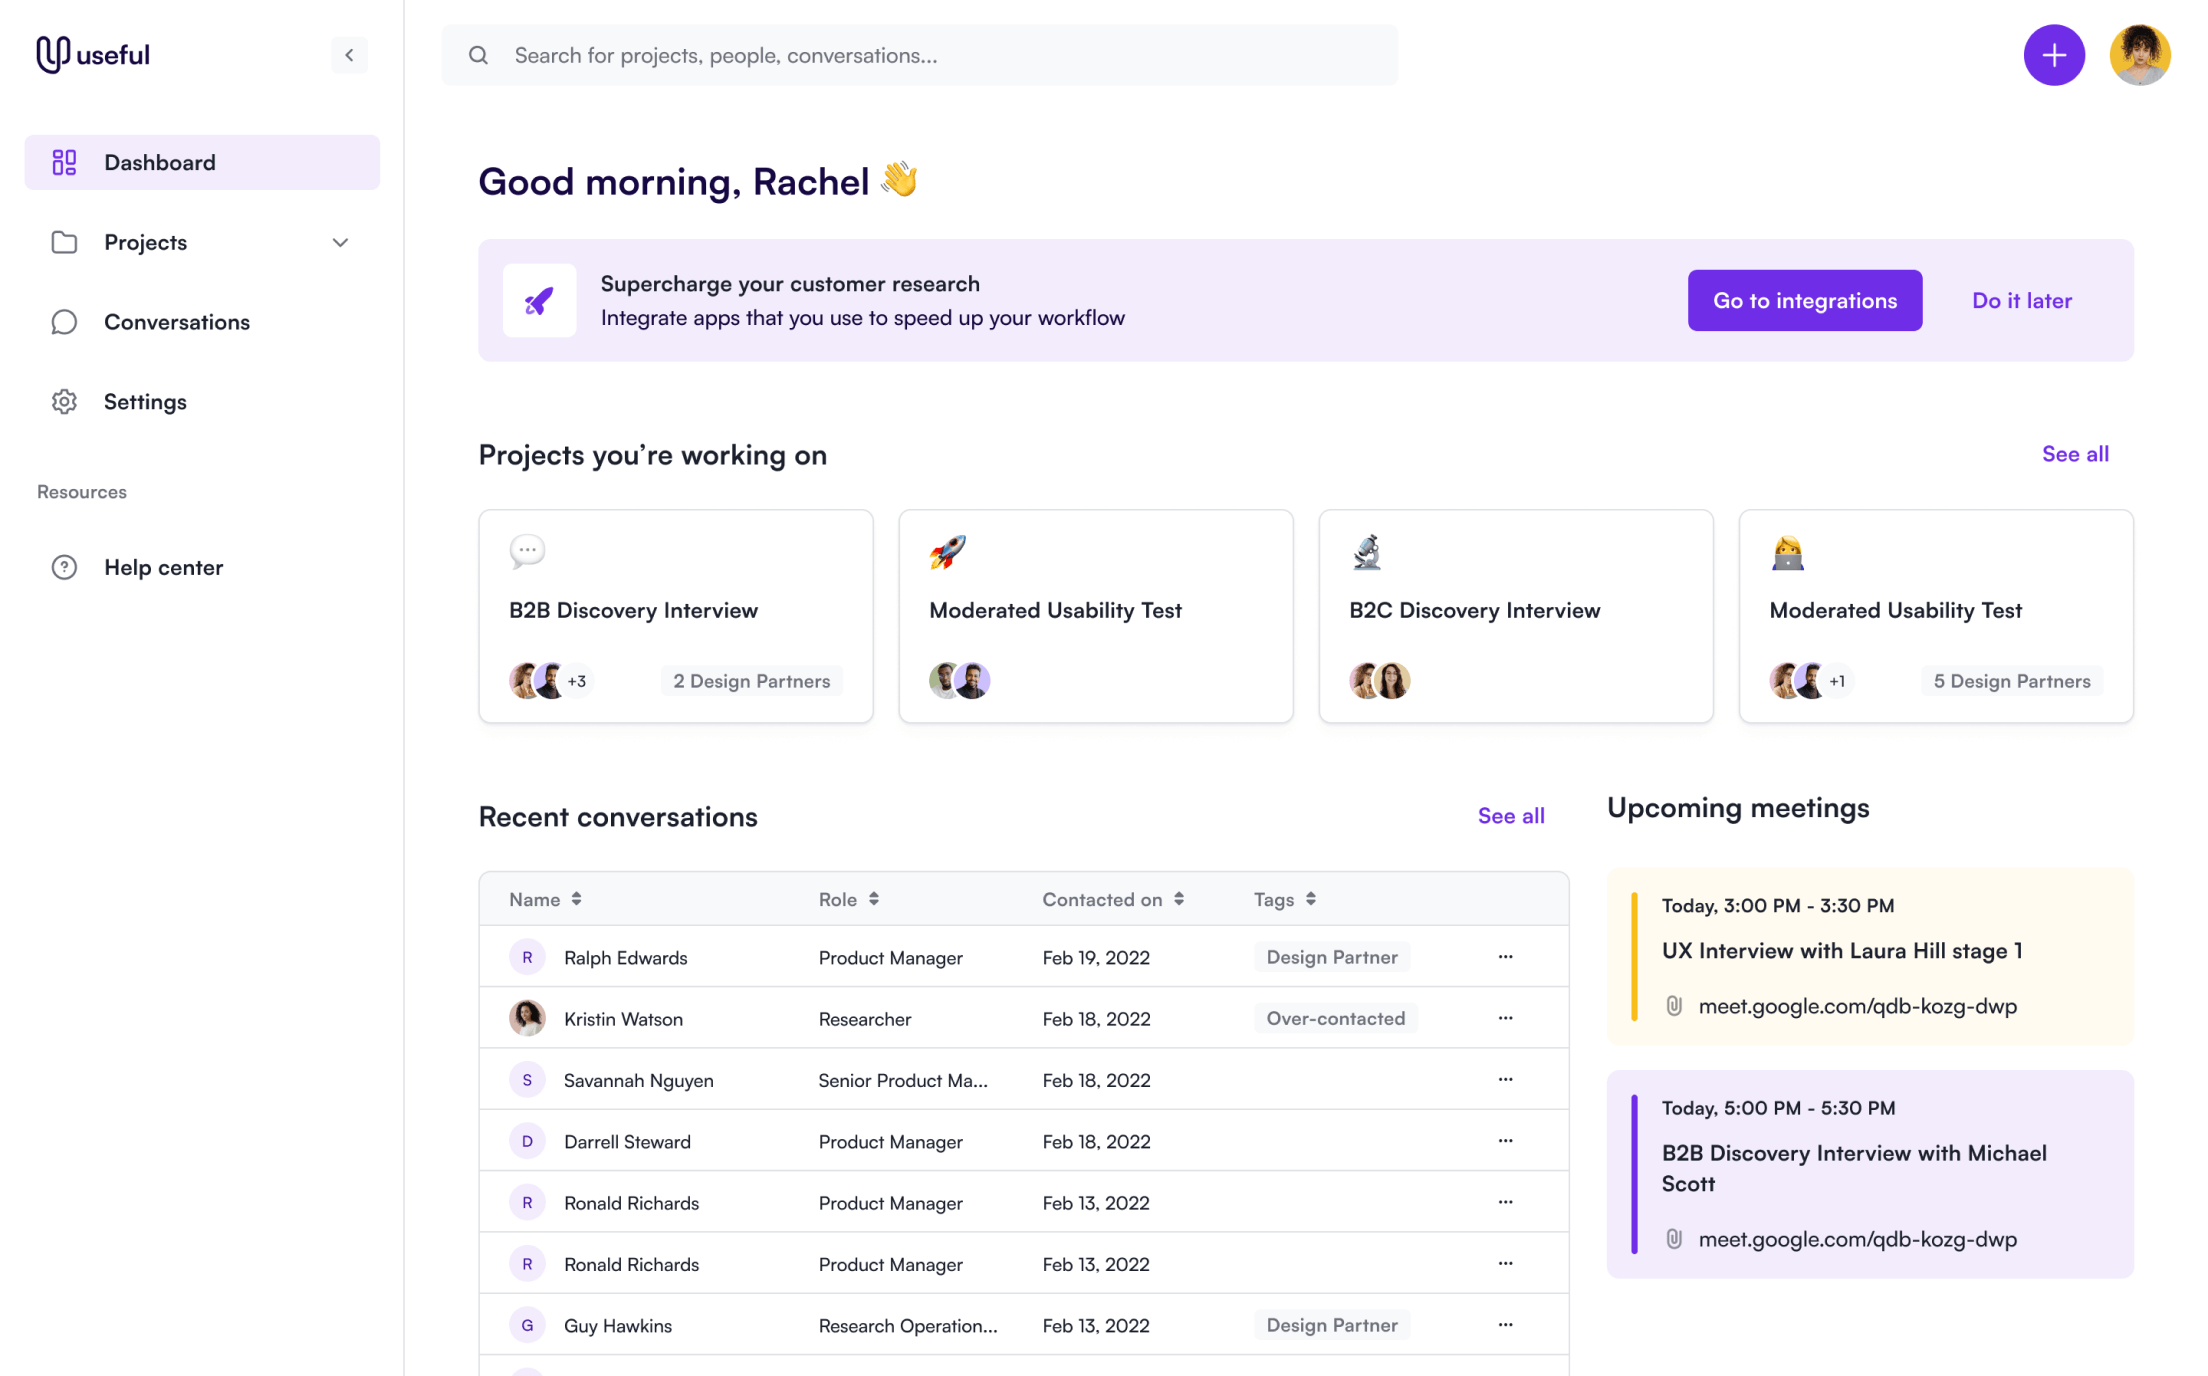 useful
Search for projects, people, conversations...
Dashboard
Projects
Conversations
Settings
Resources
Help center
Good morning, Rachel 👋
Supercharge your customer research
Integrate apps that you use to speed up your workflow
Go to integrations
Do it later
Projects you’re working on
See all
B2B Discovery Interview
+3
2 Design Partners
Moderated Usability Test
B2C Discovery Interview
Moderated Usability Test
+1
5 Design Partners
Recent conversations
See all
Name Role Contacted on Tags
R Ralph Edwards Product Manager Feb 19, 2022 Design Partner ...
Kristin Watson Researcher Feb 18, 2022 Over-contacted ...
S Savannah Nguyen Senior Product Ma... Feb 18, 2022 ...
D Darrell Steward Product Manager Feb 18, 2022 ...
R Ronald Richards Product Manager Feb 13, 2022 ...
R Ronald Richards Product Manager Feb 13, 2022 ...
G Guy Hawkins Research Operation... Feb 13, 2022 Design Partner ...
Upcoming meetings
Today, 3:00 PM - 3:30 PM
UX Interview with Laura Hill stage 1
meet.google.com/qdb-kozg-dwp
Today, 5:00 PM - 5:30 PM
B2B Discovery Interview with Michael
Scott
meet.google.com/qdb-kozg-dwp